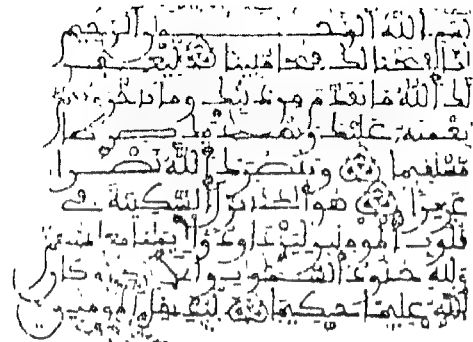 بسم الله الرحمن الرحيم
انا فتحنا لك فتحا مبينا ليغفر
لك الله ما تقدم من ذنبك وما تاخر ويتم
نعمته عليك ويهديك صرطا
مستقيما وينصرك الله نصرا
عزيزا هو الذي انزل السكينة في
قلوب المومنين ليزدادوا ايمنا مع ايمنهم
ولله جنود السموت والارض وكان
الله عليما حكيما ليدخل المومنين